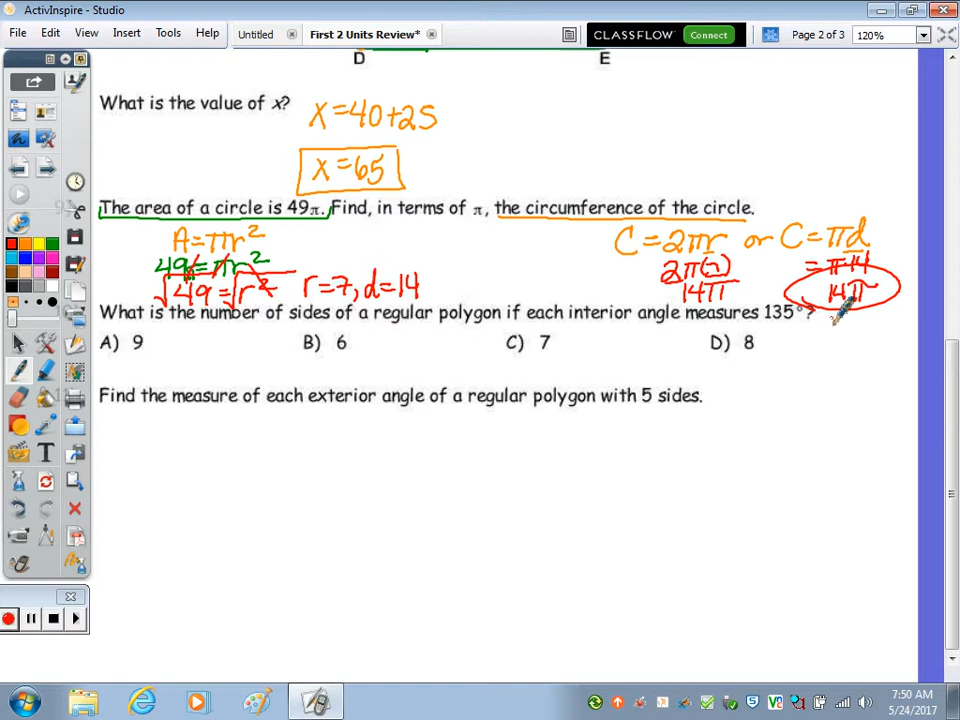 ActivInspire - Studio
File Edit View Insert Tools Help Untitled First 2 Units Review* CLASSFLOW Connect Page 2 of 3 120%
D E
What is the value of x?
x=40+25
x=65
The area of a circle is 49π. Find, in terms of π, the circumference of the circle.
A=πr² C=2πr or C=πd
49π=πr² 2π(7) =π·14
√49=√r² r=7, d=14 14π 14π
What is the number of sides of a regular polygon if each interior angle measures 135°?
A) 9 B) 6 C) 7 D) 8
Find the measure of each exterior angle of a regular polygon with 5 sides.
7:50 AM
5/24/2017